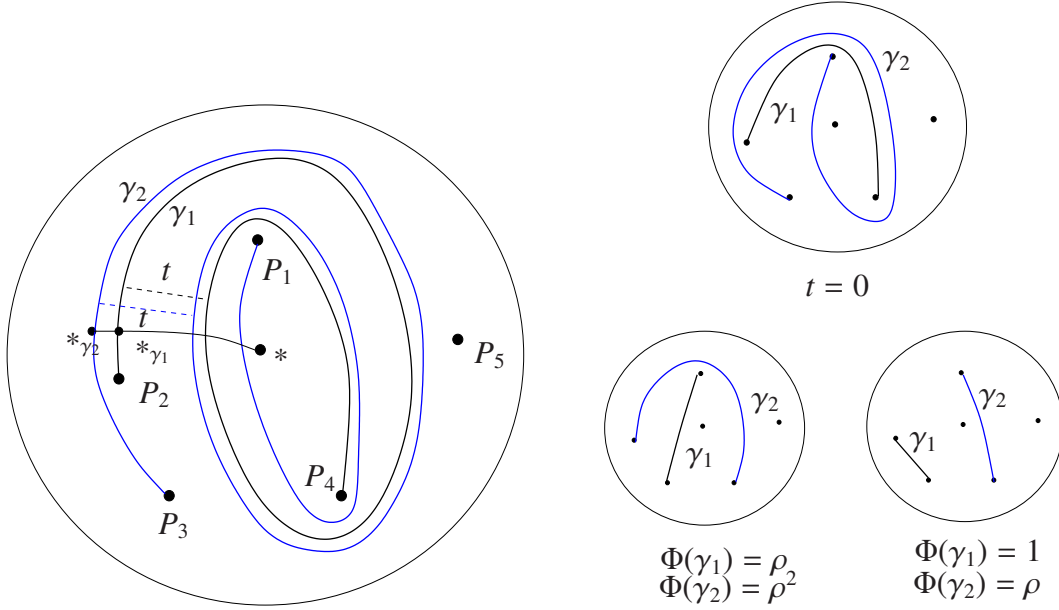 γ₂
γ₁
t
P₁
t
*γ₂
*γ₁
*
P₂
P₅
P₄
P₃
γ₁
γ₂
t = 0
γ₁
γ₂
Φ(γ₁) = ρ
Φ(γ₂) = ρ²
γ₁
γ₂
Φ(γ₁) = 1
Φ(γ₂) = ρ